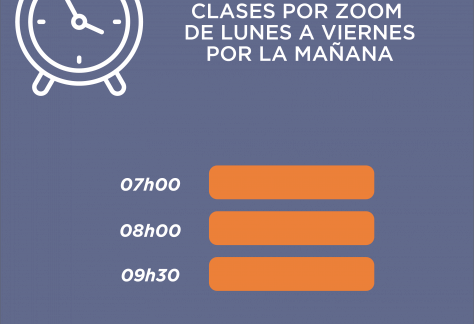 CLASES POR ZOOM
DE LUNES A VIERNES
POR LA MAÑANA
07h00
08h00
09h30